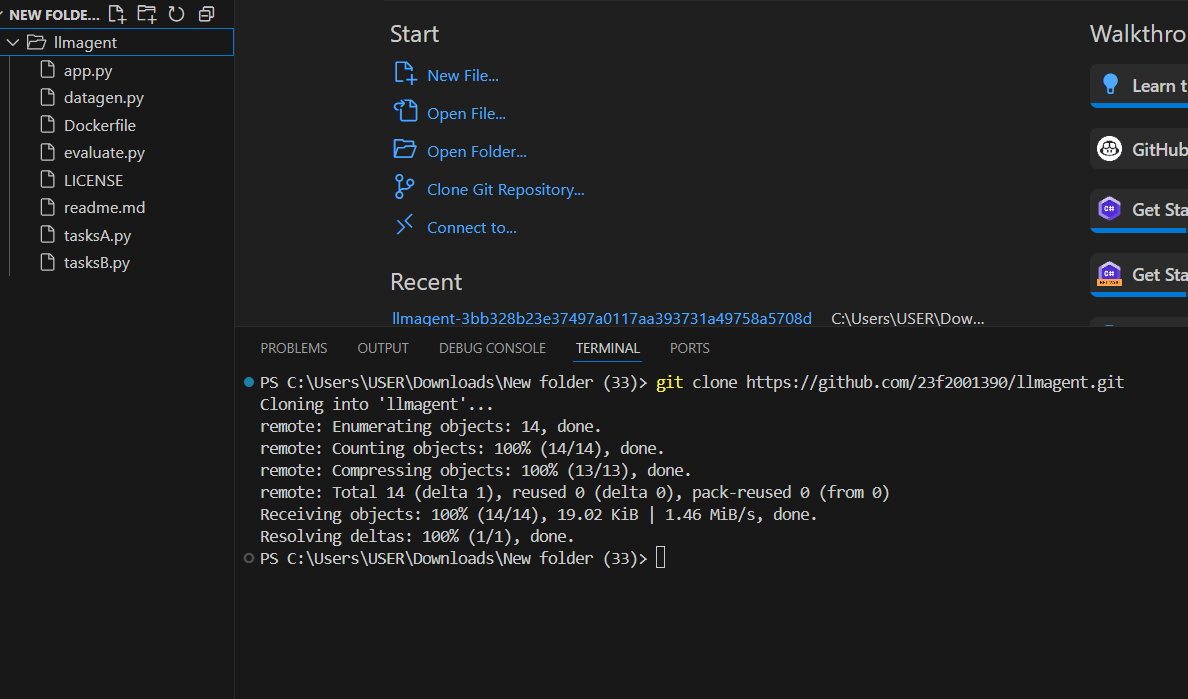 NEW FOLDE...
llmagent
app.py
datagen.py
Dockerfile
evaluate.py
LICENSE
readme.md
tasksA.py
tasksB.py
Start
New File...
Open File...
Open Folder...
Clone Git Repository...
Connect to...
Recent
llmagent-3bb328b23e37497a0117aa393731a49758a5708d C:\Users\USER\Dow...
Walkthro
Learn t
GitHub
C#
Get Sta
C#
Get Sta
PROBLEMS OUTPUT DEBUG CONSOLE TERMINAL PORTS
PS C:\Users\USER\Downloads\New folder (33)> git clone https://github.com/23f2001390/llmagent.git
Cloning into 'llmagent'...
remote: Enumerating objects: 14, done.
remote: Counting objects: 100% (14/14), done.
remote: Compressing objects: 100% (13/13), done.
remote: Total 14 (delta 1), reused 0 (delta 0), pack-reused 0 (from 0)
Receiving objects: 100% (14/14), 19.02 KiB | 1.46 MiB/s, done.
Resolving deltas: 100% (1/1), done.
PS C:\Users\USER\Downloads\New folder (33)>